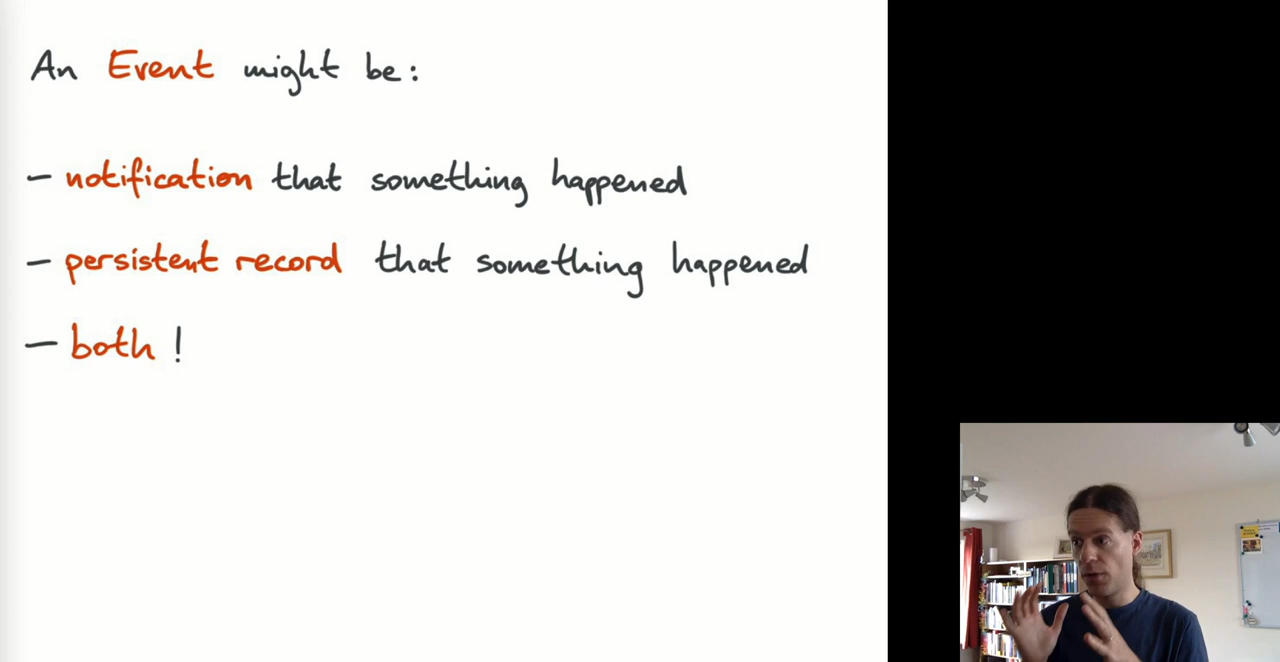 An Event might be:
– notification that something happened
– persistent record that something happened
– both!